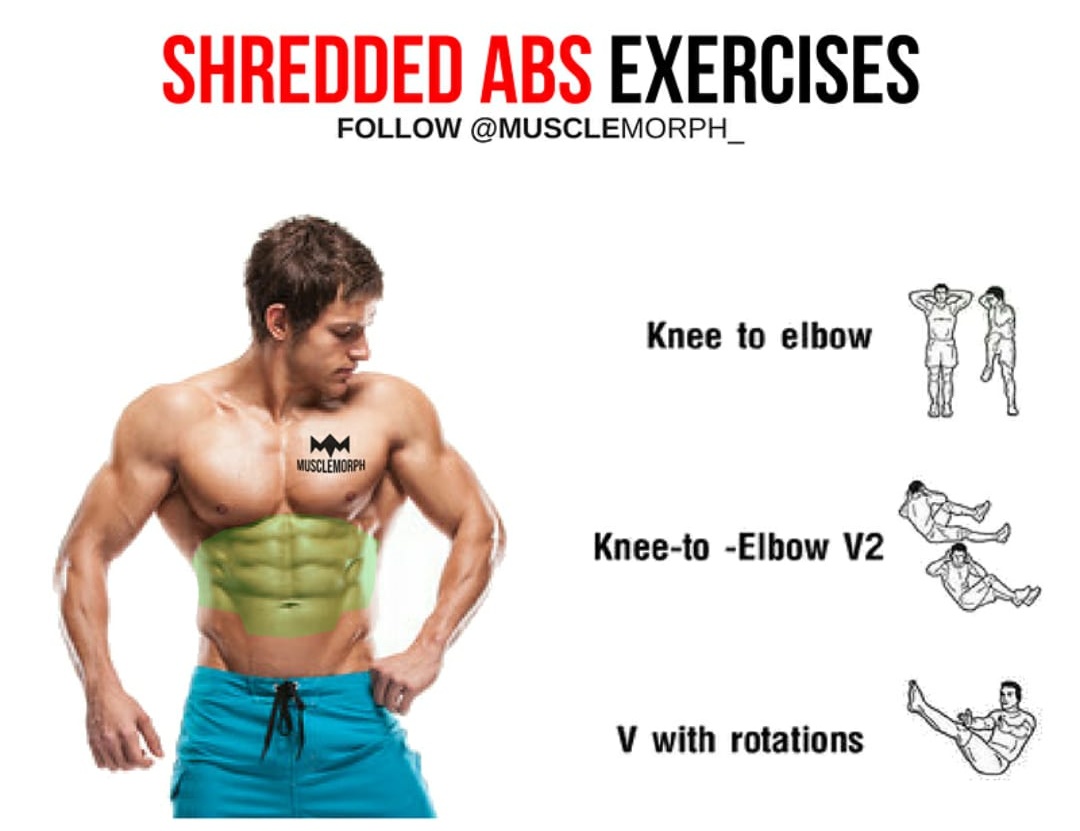 SHREDDED ABS EXERCISES
FOLLOW @MUSCLEMORPH_
Knee to elbow
MUSCLEMORPH
Knee-to -Elbow V2
V with rotations